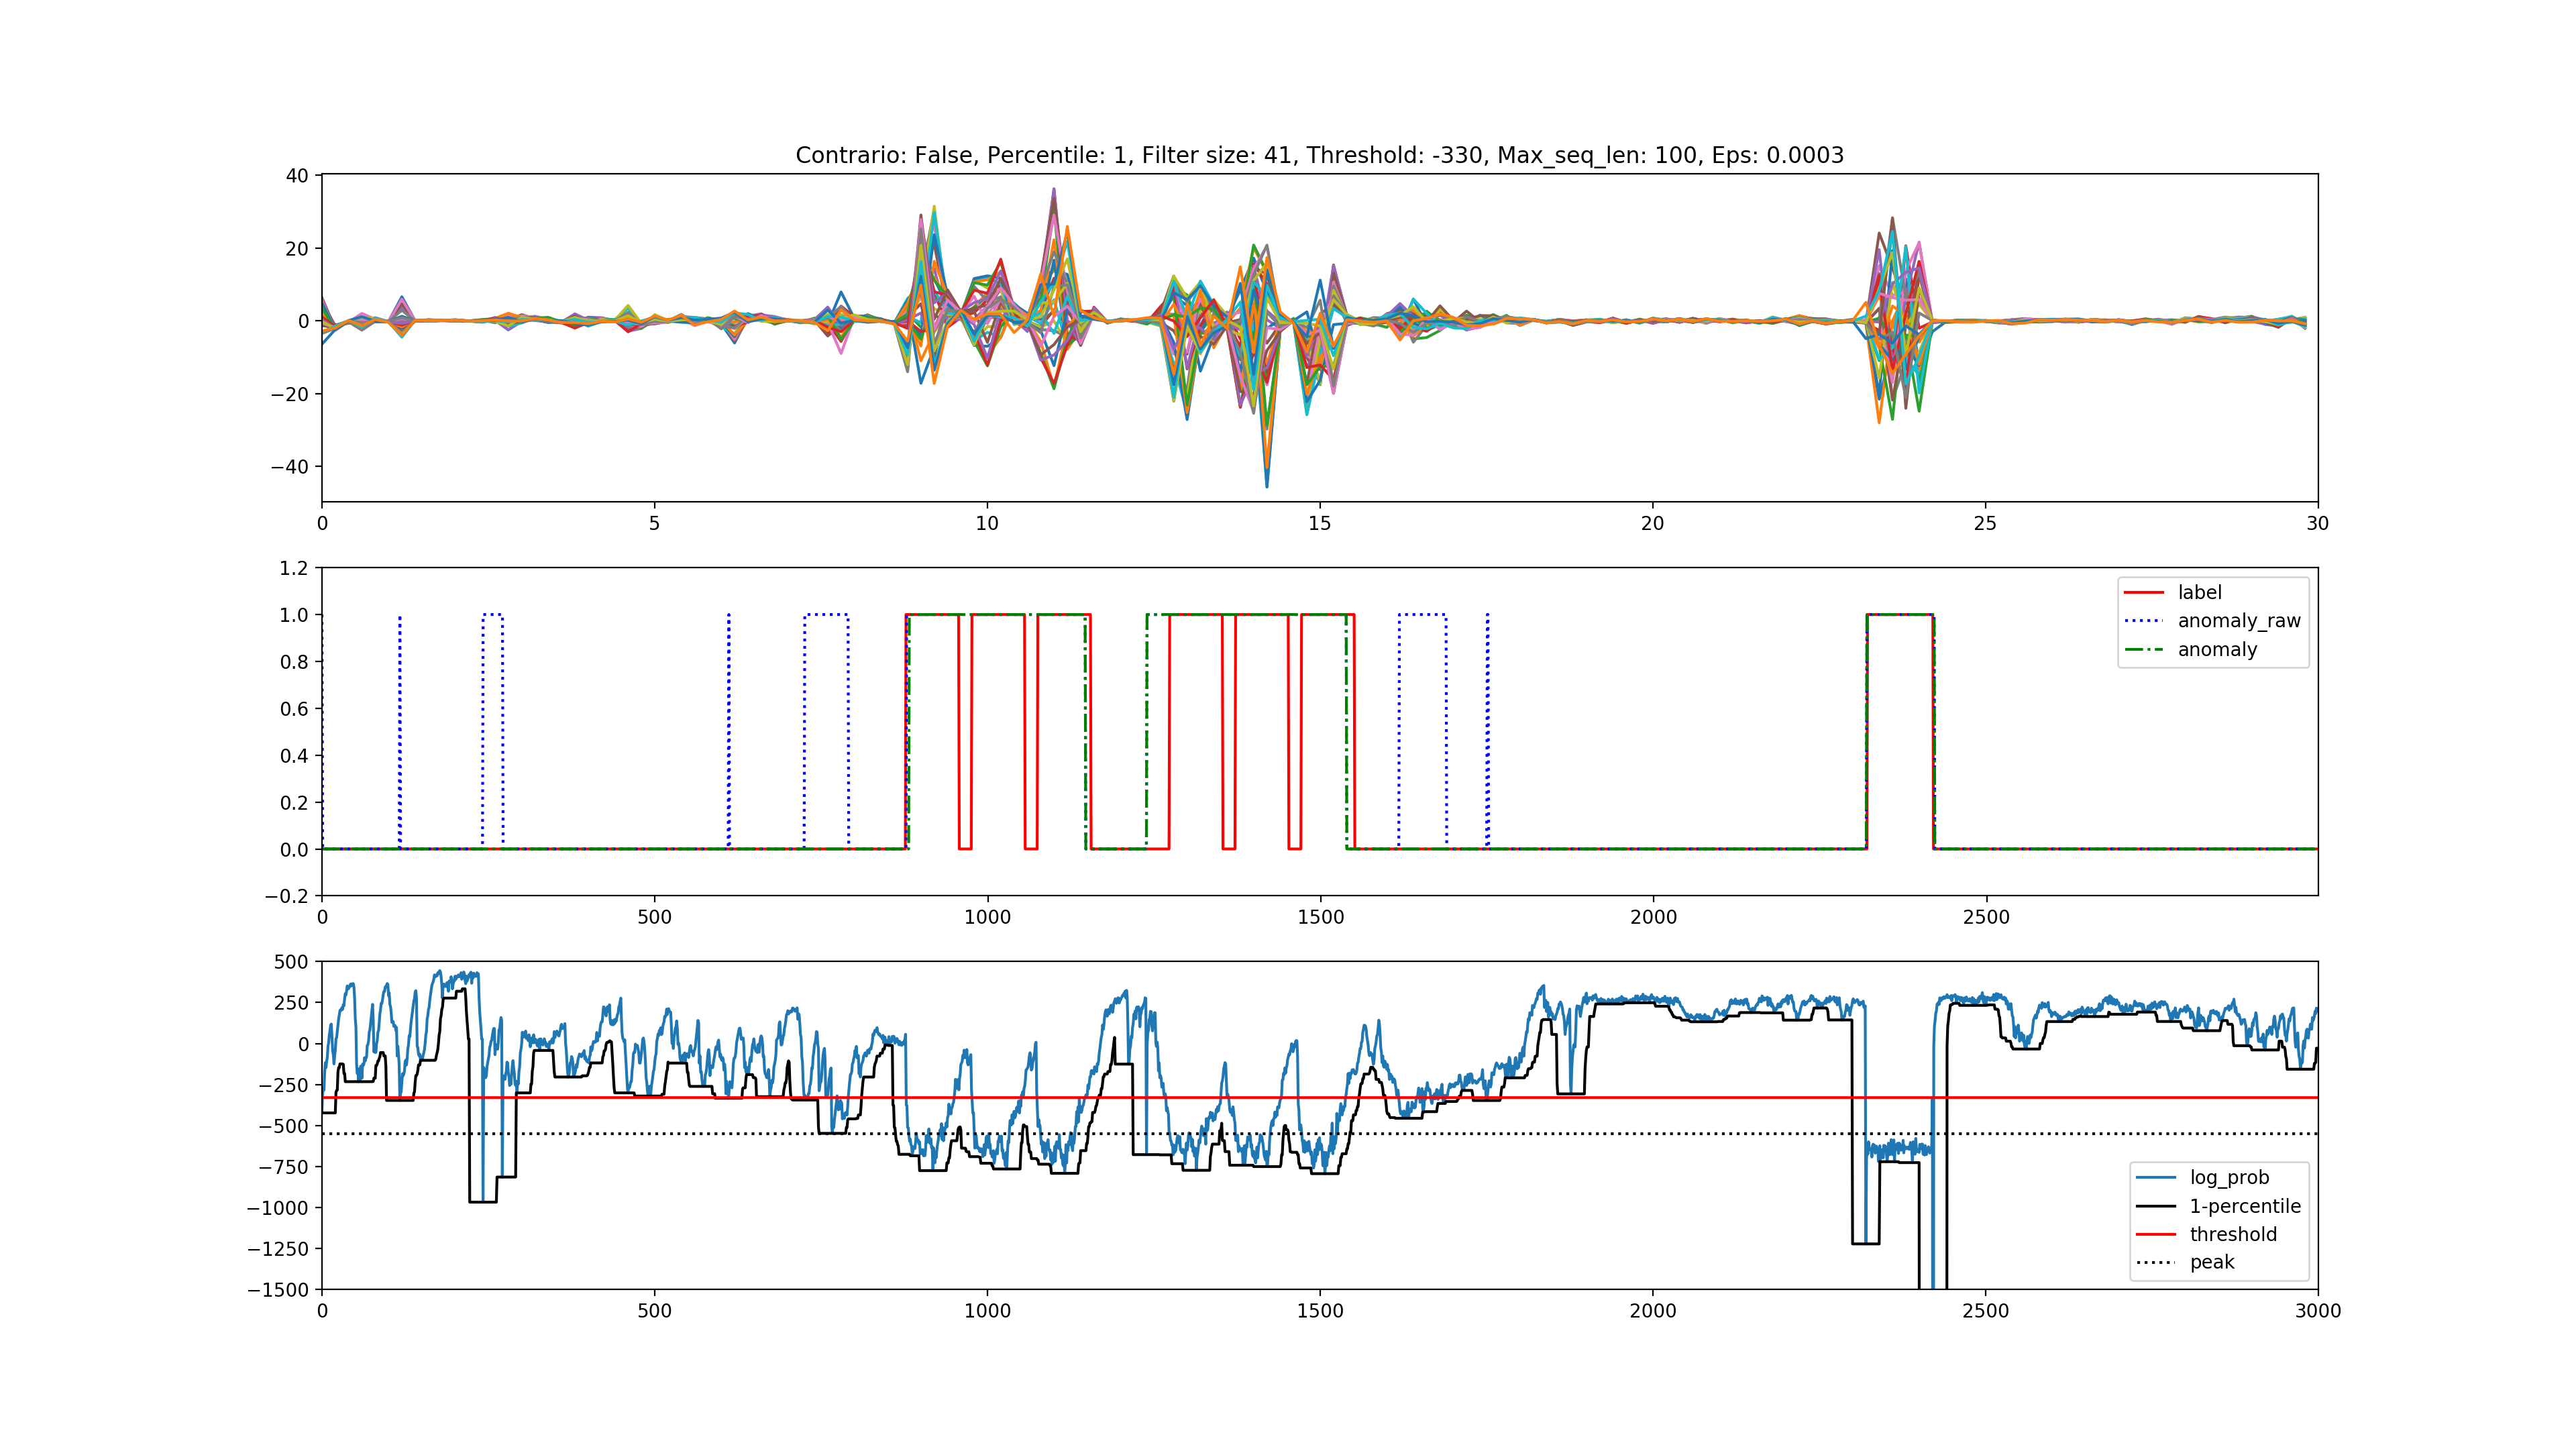 Contrario: False, Percentile: 1, Filter size: 41, Threshold: -330, Max_seq_len: 100, Eps: 0.0003
40
20
0
−20
−40
0 5 10 15 20 25 30
1.2
1.0
0.8
0.6
0.4
0.2
0.0
−0.2
label
anomaly_raw
anomaly
0 500 1000 1500 2000 2500
500
250
0
−250
−500
−750
−1000
−1250
−1500
log_prob
1-percentile
threshold
peak
0 500 1000 1500 2000 2500 3000